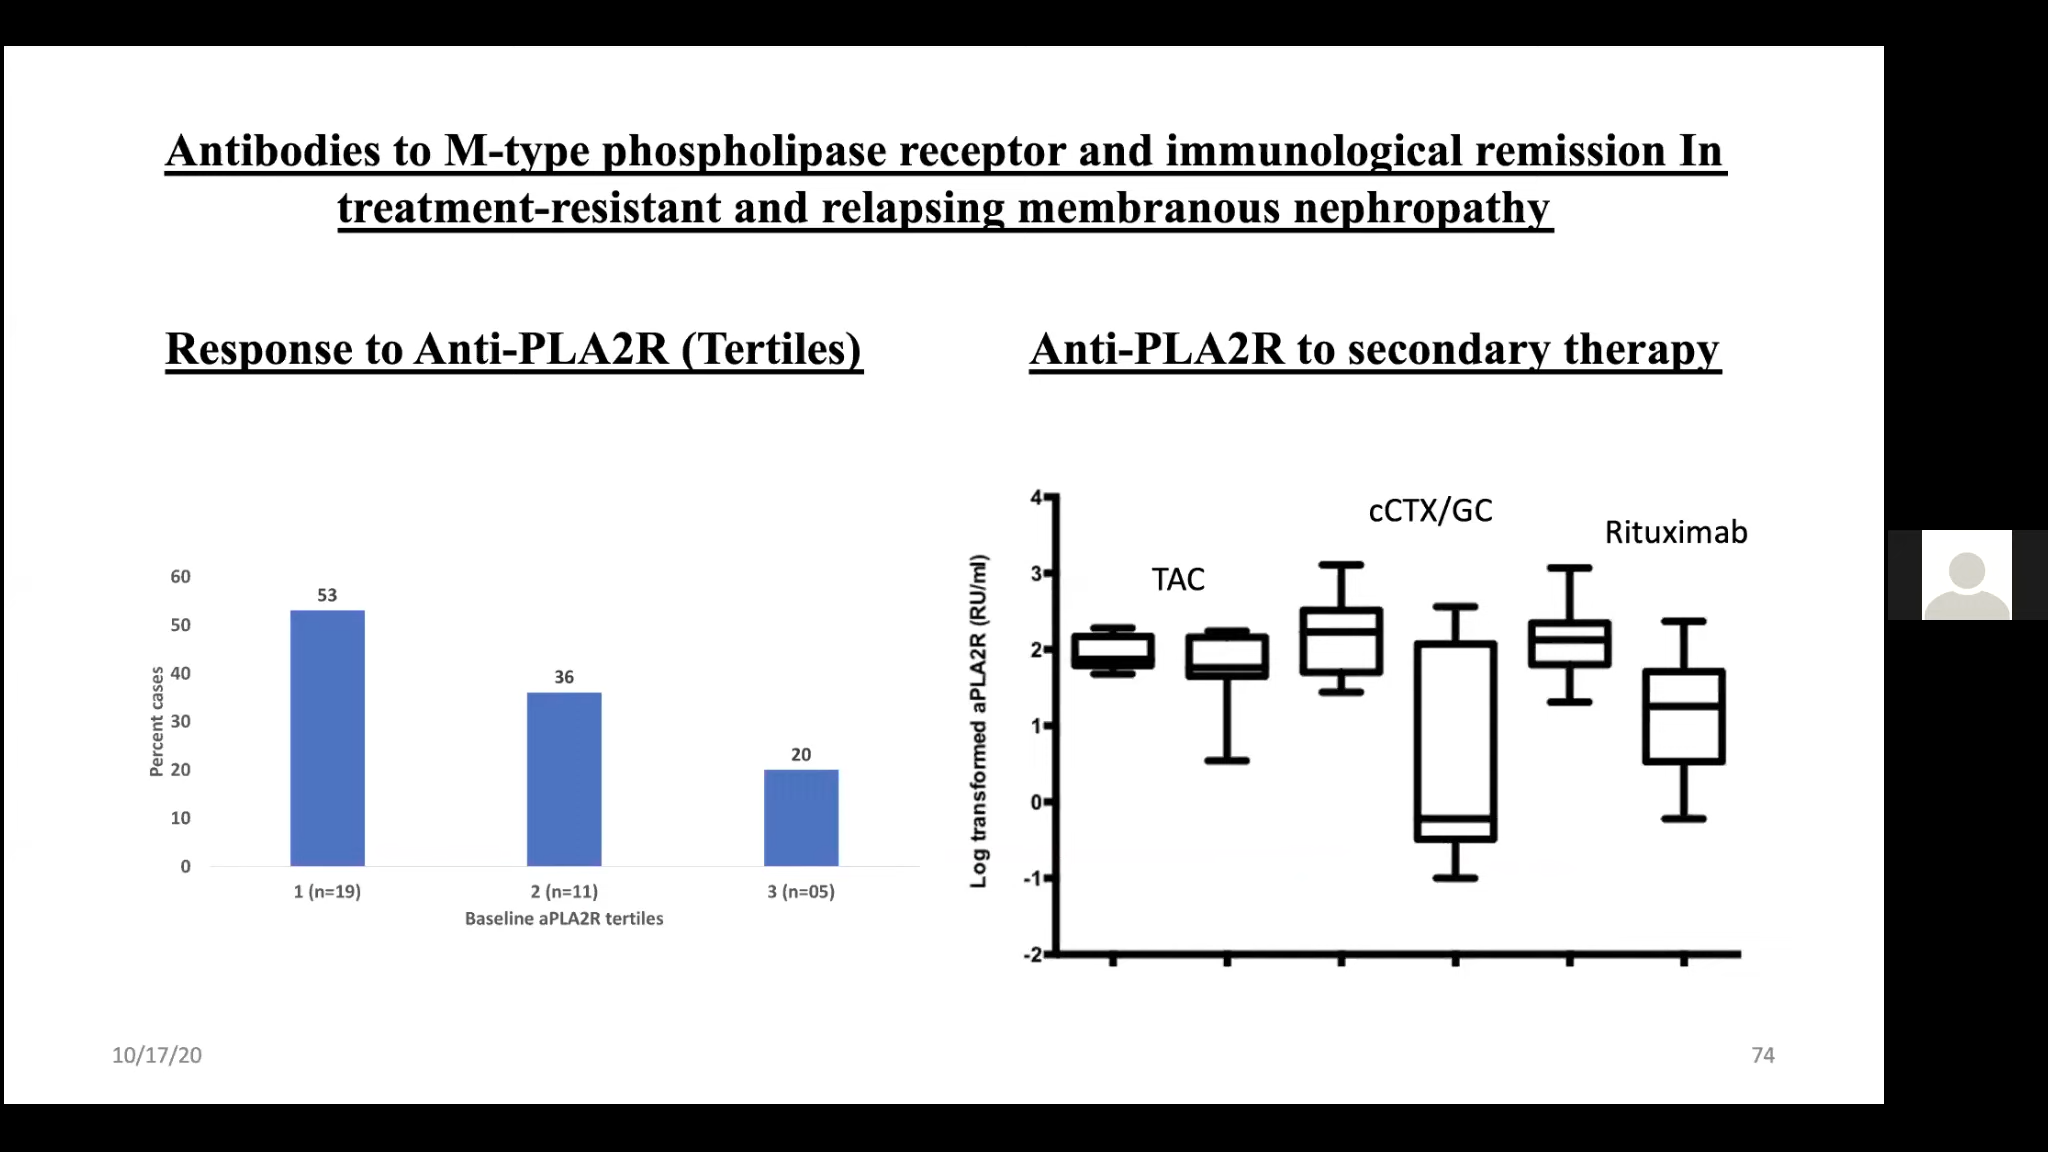 Antibodies to M-type phospholipase receptor and immunological remission In
treatment-resistant and relapsing membranous nephropathy
Response to Anti-PLA2R (Tertiles)
Percent cases
60
50
40
30
20
10
0
53
36
20
1 (n=19)
2 (n=11)
3 (n=05)
Baseline aPLA2R tertiles
Anti-PLA2R to secondary therapy
Log transformed aPLA2R (RU/ml)
4
3
2
1
0
-1
-2
TAC
cCTX/GC
Rituximab
10/17/20
74